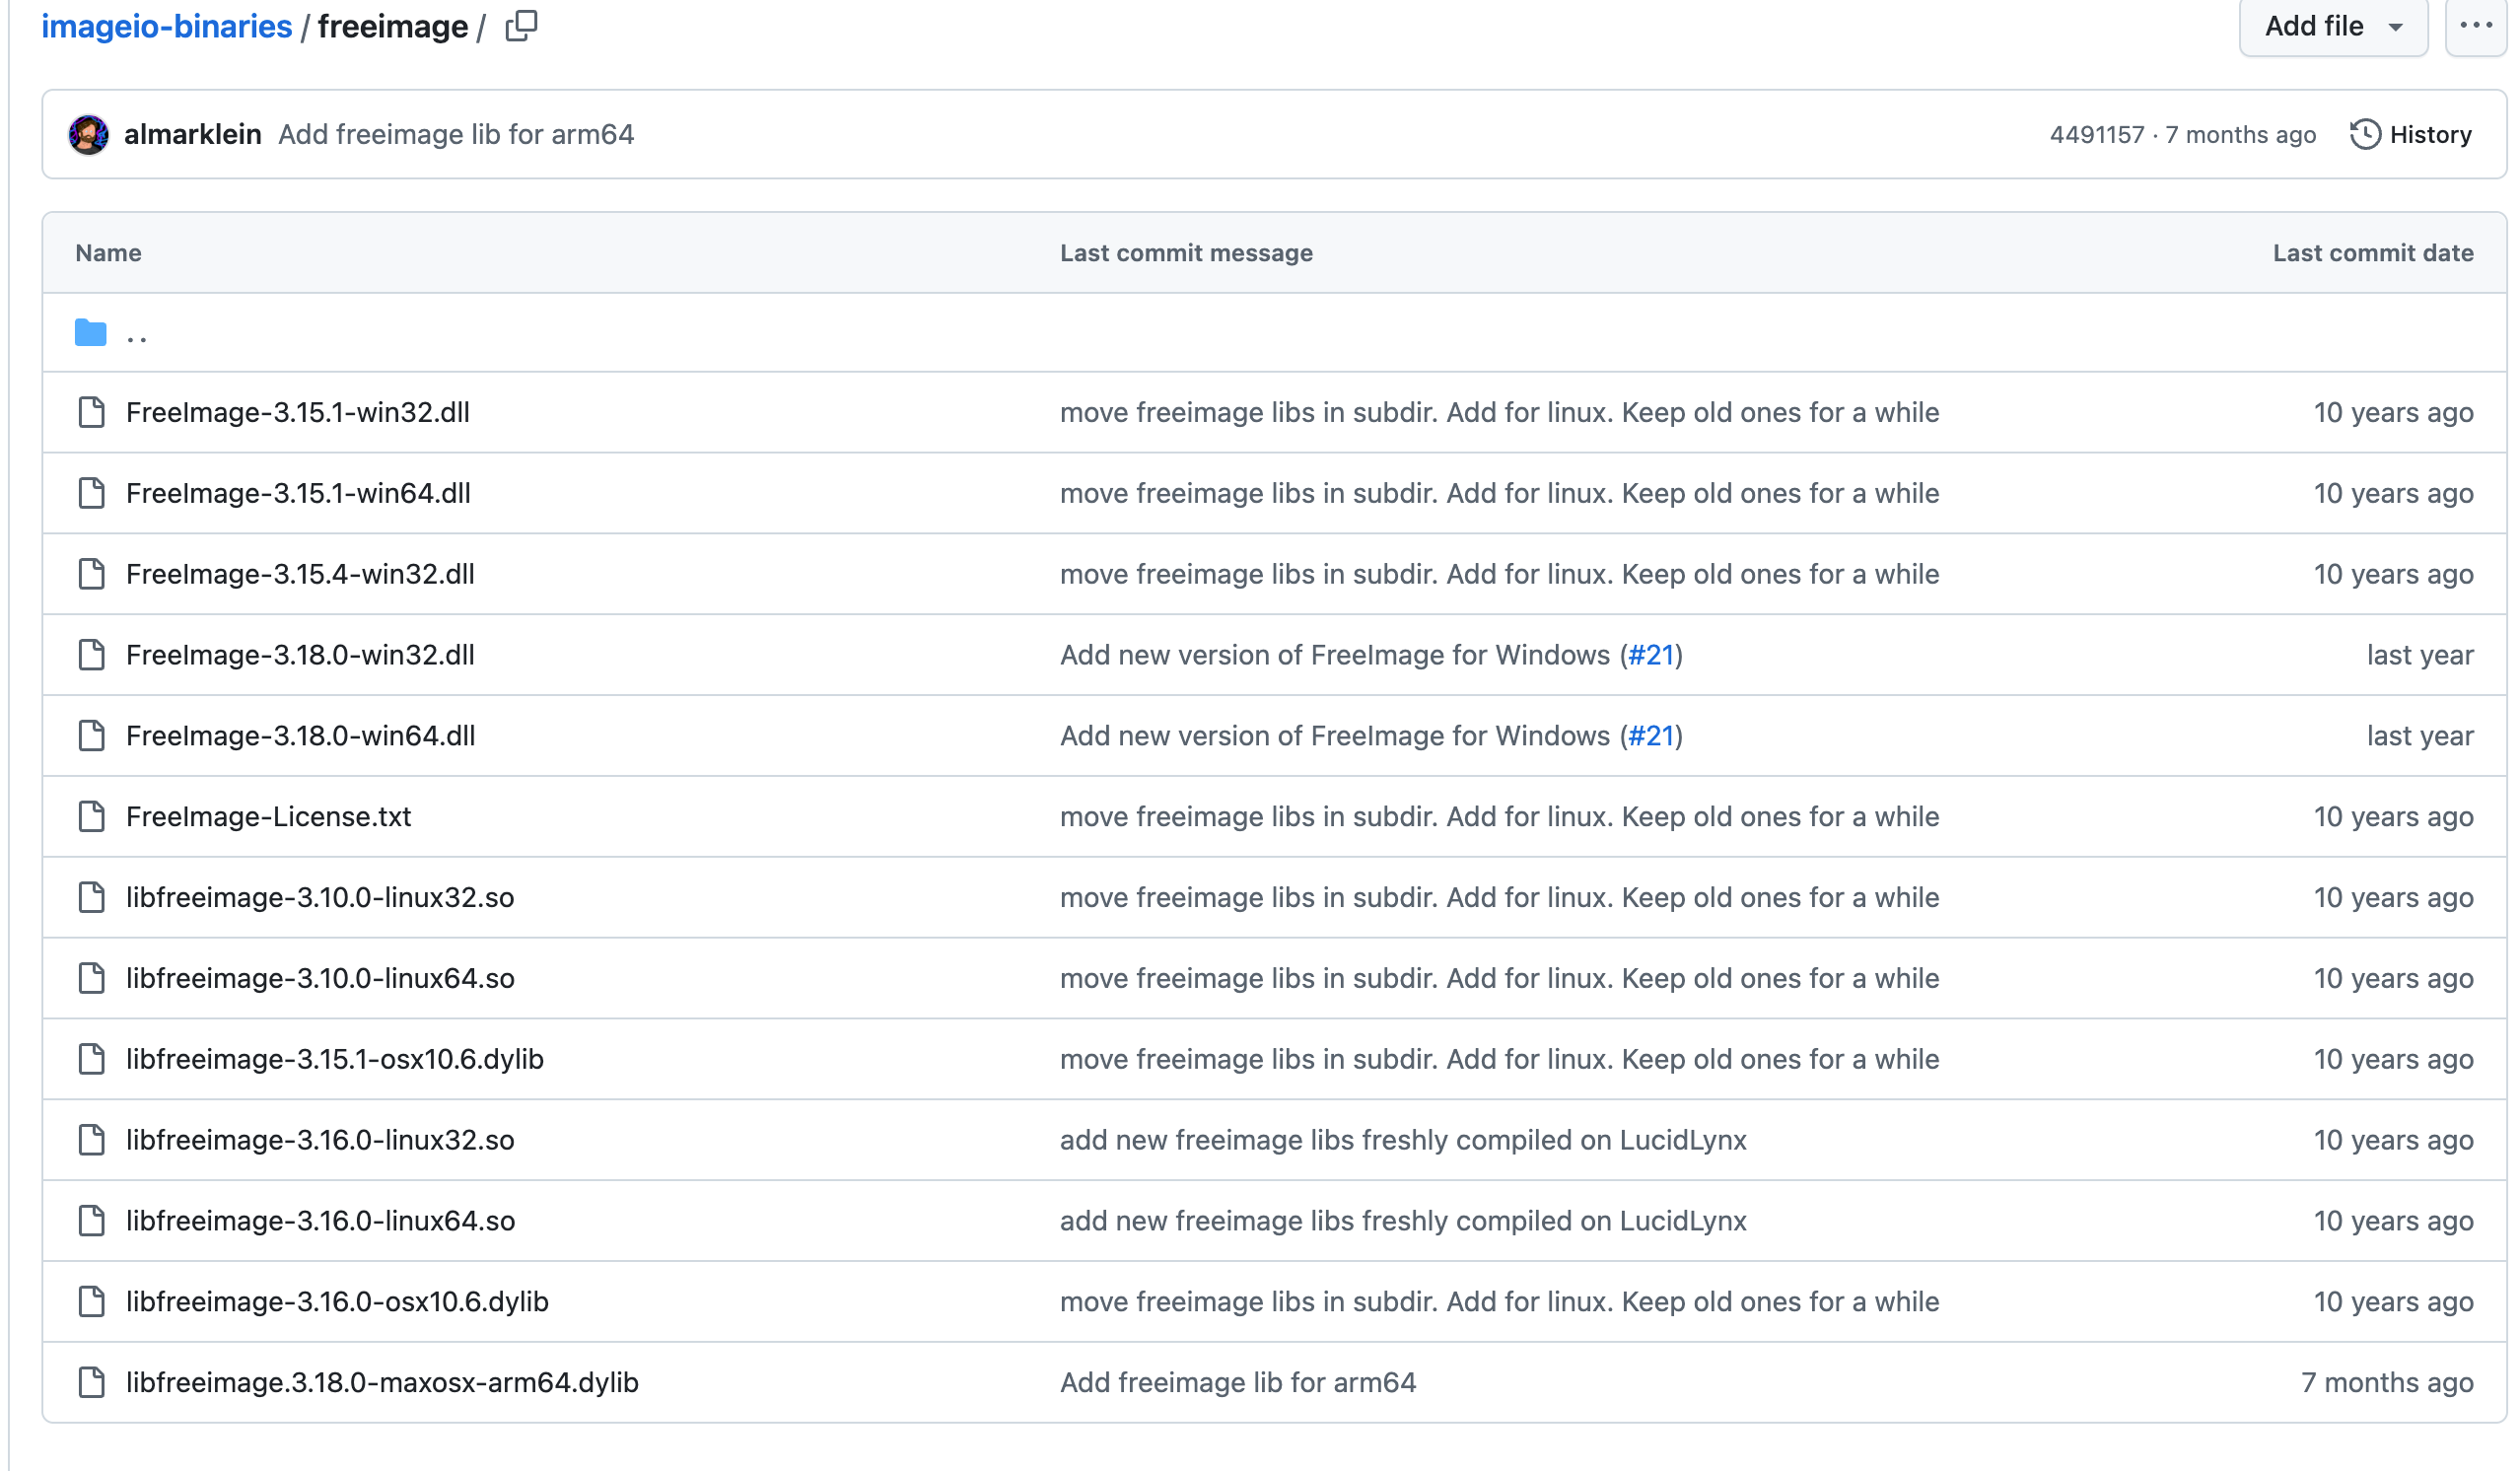 imageio-binaries / freeimage / Add file ...
almarklein Add freeimage lib for arm64 4491157 · 7 months ago History
Name Last commit message Last commit date
..
FreeImage-3.15.1-win32.dll move freeimage libs in subdir. Add for linux. Keep old ones for a while 10 years ago
FreeImage-3.15.1-win64.dll move freeimage libs in subdir. Add for linux. Keep old ones for a while 10 years ago
FreeImage-3.15.4-win32.dll move freeimage libs in subdir. Add for linux. Keep old ones for a while 10 years ago
FreeImage-3.18.0-win32.dll Add new version of FreeImage for Windows (#21) last year
FreeImage-3.18.0-win64.dll Add new version of FreeImage for Windows (#21) last year
FreeImage-License.txt move freeimage libs in subdir. Add for linux. Keep old ones for a while 10 years ago
libfreeimage-3.10.0-linux32.so move freeimage libs in subdir. Add for linux. Keep old ones for a while 10 years ago
libfreeimage-3.10.0-linux64.so move freeimage libs in subdir. Add for linux. Keep old ones for a while 10 years ago
libfreeimage-3.15.1-osx10.6.dylib move freeimage libs in subdir. Add for linux. Keep old ones for a while 10 years ago
libfreeimage-3.16.0-linux32.so add new freeimage libs freshly compiled on LucidLynx 10 years ago
libfreeimage-3.16.0-linux64.so add new freeimage libs freshly compiled on LucidLynx 10 years ago
libfreeimage-3.16.0-osx10.6.dylib move freeimage libs in subdir. Add for linux. Keep old ones for a while 10 years ago
libfreeimage.3.18.0-maxosx-arm64.dylib Add freeimage lib for arm64 7 months ago